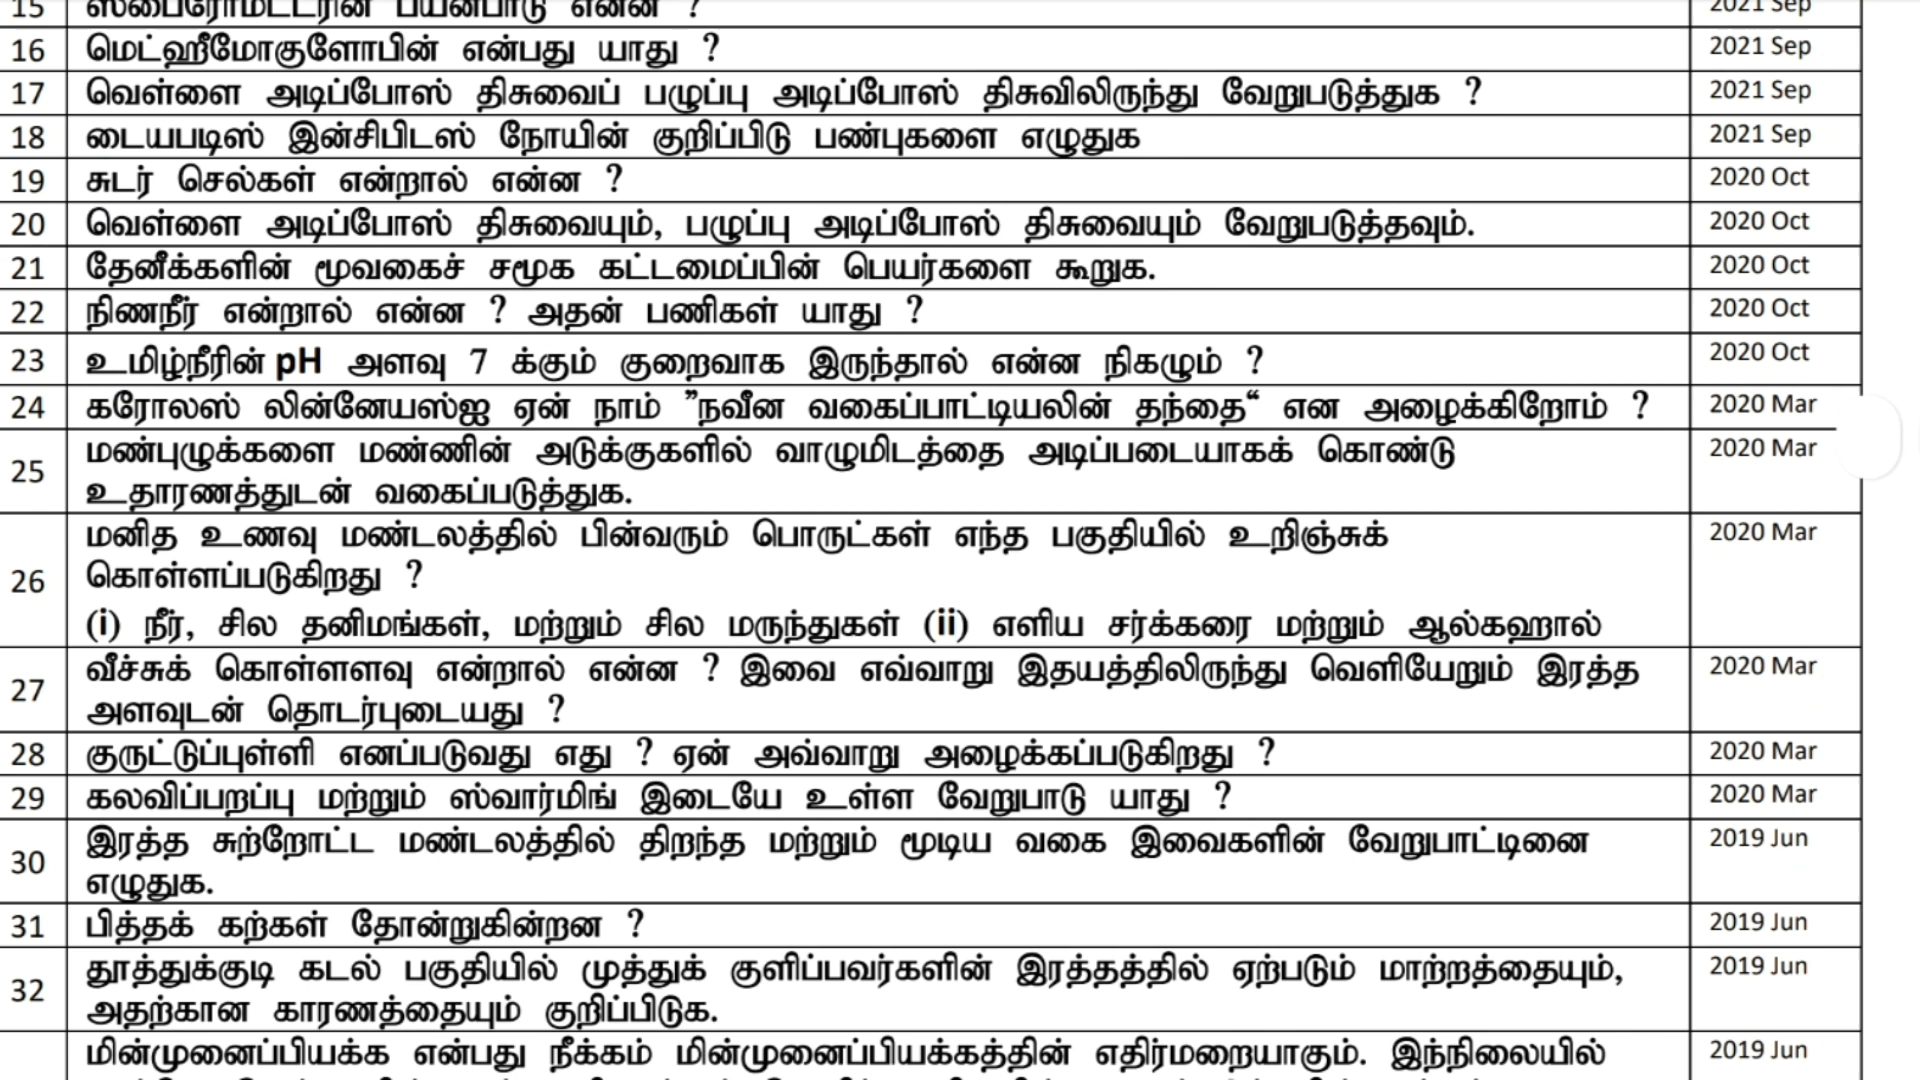 15 ஸ்பைரோமீட்டரின் பயன்பாடு என்ன ? 2021 Sep
16 மெட்ஹீமோகுளோபின் என்பது யாது ? 2021 Sep
17 வெள்ளை அடிப்போஸ் திசுவைப் பழுப்பு அடிப்போஸ் திசுவிலிருந்து வேறுபடுத்துக ? 2021 Sep
18 டையபடிஸ் இன்சிபிடஸ் நோயின் குறிப்பிடு பண்புகளை எழுதுக 2021 Sep
19 சுடர் செல்கள் என்றால் என்ன ? 2020 Oct
20 வெள்ளை அடிப்போஸ் திசுவையும், பழுப்பு அடிப்போஸ் திசுவையும் வேறுபடுத்தவும். 2020 Oct
21 தேனீக்களின் மூவகைச் சமூக கட்டமைப்பின் பெயர்களை கூறுக. 2020 Oct
22 நிணநீர் என்றால் என்ன ? அதன் பணிகள் யாது ? 2020 Oct
23 உமிழ்நீரின் pH அளவு 7 க்கும் குறைவாக இருந்தால் என்ன நிகழும் ? 2020 Oct
24 கரோலஸ் லின்னேயஸ்ஐ ஏன் நாம் ”நவீன வகைப்பாட்டியலின் தந்தை“ என அழைக்கிறோம் ? 2020 Mar
25 மண்புழுக்களை மண்ணின் அடுக்குகளில் வாழுமிடத்தை அடிப்படையாகக் கொண்டு 2020 Mar
உதாரணத்துடன் வகைப்படுத்துக.
26 மனித உணவு மண்டலத்தில் பின்வரும் பொருட்கள் எந்த பகுதியில் உறிஞ்சுக் 2020 Mar
கொள்ளப்படுகிறது ?
(i) நீர், சில தனிமங்கள், மற்றும் சில மருந்துகள் (ii) எளிய சர்க்கரை மற்றும் ஆல்கஹால்
27 வீச்சுக் கொள்ளளவு என்றால் என்ன ? இவை எவ்வாறு இதயத்திலிருந்து வெளியேறும் இரத்த 2020 Mar
அளவுடன் தொடர்புடையது ?
28 குருட்டுப்புள்ளி எனப்படுவது எது ? ஏன் அவ்வாறு அழைக்கப்படுகிறது ? 2020 Mar
29 கலவிப்பறப்பு மற்றும் ஸ்வார்மிங் இடையே உள்ள வேறுபாடு யாது ? 2020 Mar
30 இரத்த சுற்றோட்ட மண்டலத்தில் திறந்த மற்றும் மூடிய வகை இவைகளின் வேறுபாட்டினை 2019 Jun
எழுதுக.
31 பித்தக் கற்கள் தோன்றுகின்றன ? 2019 Jun
32 தூத்துக்குடி கடல் பகுதியில் முத்துக் குளிப்பவர்களின் இரத்தத்தில் ஏற்படும் மாற்றத்தையும், 2019 Jun
அதற்கான காரணத்தையும் குறிப்பிடுக.
மின்முனைப்பியக்க என்பது நீக்கம் மின்முனைப்பியக்கத்தின் எதிர்மறையாகும். இந்நிலையில் 2019 Jun